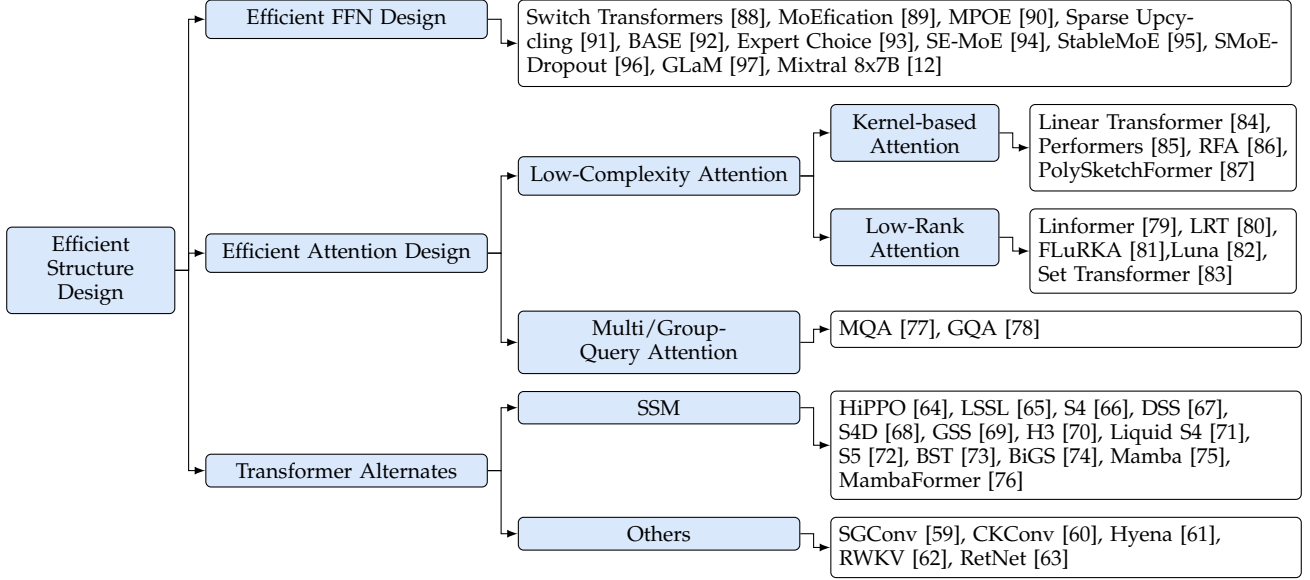 Efficient FFN Design
Switch Transformers [88], MoEfication [89], MPOE [90], Sparse Upcy-
cling [91], BASE [92], Expert Choice [93], SE-MoE [94], StableMoE [95], SMoE-
Dropout [96], GLaM [97], Mixtral 8x7B [12]
Efficient
Structure
Design
Efficient Attention Design
Low-Complexity Attention
Kernel-based
Attention
Linear Transformer [84],
Performers [85], RFA [86],
PolySketchFormer [87]
Low-Rank
Attention
Linformer [79], LRT [80],
FLuRKA [81],Luna [82],
Set Transformer [83]
Multi/Group-
Query Attention
MQA [77], GQA [78]
Transformer Alternates
SSM
HiPPO [64], LSSL [65], S4 [66], DSS [67],
S4D [68], GSS [69], H3 [70], Liquid S4 [71],
S5 [72], BST [73], BiGS [74], Mamba [75],
MambaFormer [76]
Others
SGConv [59], CKConv [60], Hyena [61],
RWKV [62], RetNet [63]